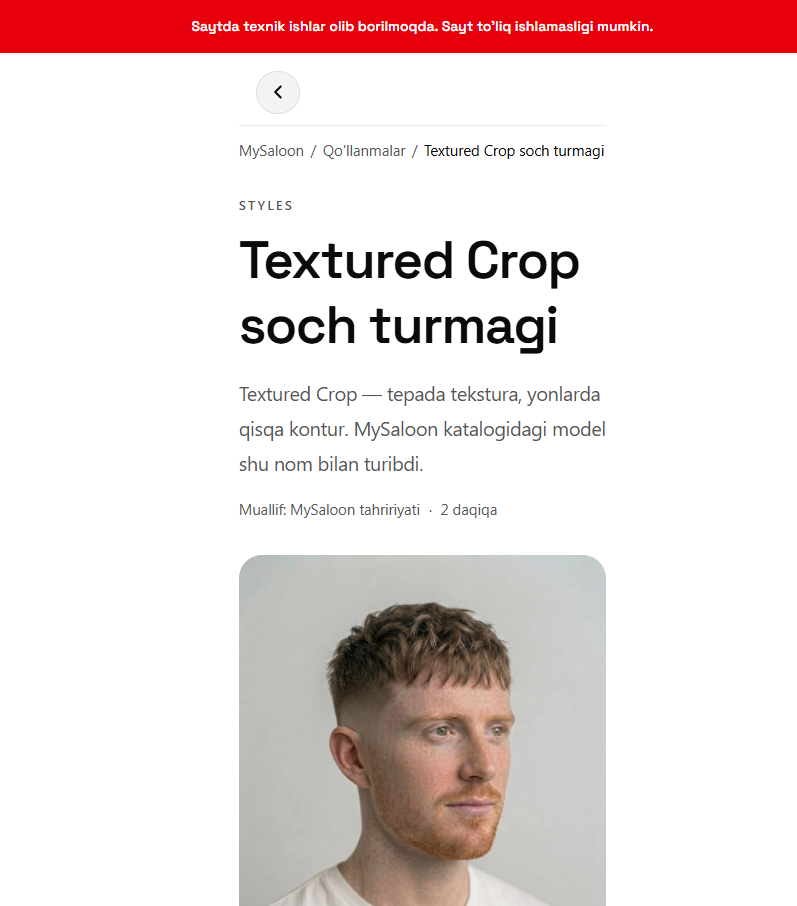 Saytda texnik ishlar olib borilmoqda. Sayt to’liq ishlamasligi mumkin.
MySaloon / Qo'llanmalar / Textured Crop soch turmagi
STYLES
Textured Crop
soch turmagi
Textured Crop — tepada tekstura, yonlarda
qisqa kontur. MySaloon katalogidagi model
shu nom bilan turibdi.
Muallif: MySaloon tahririyati · 2 daqiqa